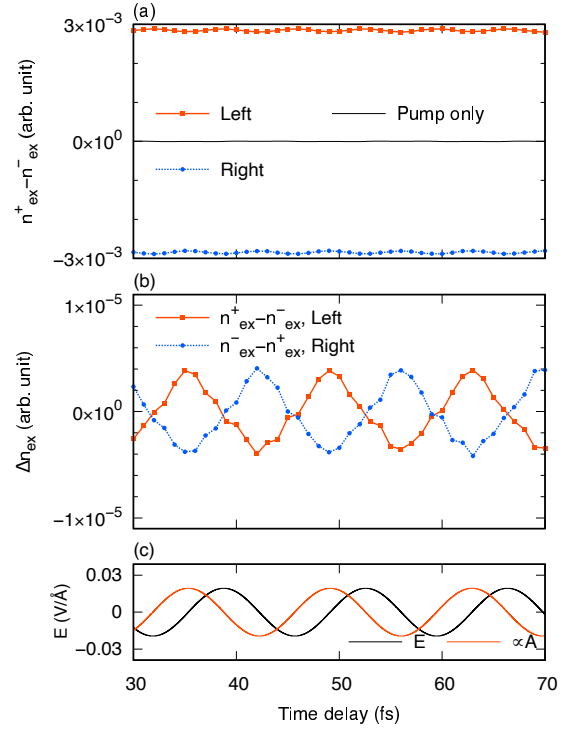 (a)
3×10⁻³
0×10⁰
−3×10⁻³
n⁺ₑₓ−n⁻ₑₓ (arb. unit)
Left
Pump only
Right
(b)
1×10⁻⁵
0×10⁰
−1×10⁻⁵
Δnₑₓ (arb. unit)
n⁺ₑₓ−n⁻ₑₓ, Left
n⁻ₑₓ−n⁺ₑₓ, Right
(c)
0.03
0
−0.03
E (V/Å)
E
∝A
30 40 50 60 70
Time delay (fs)